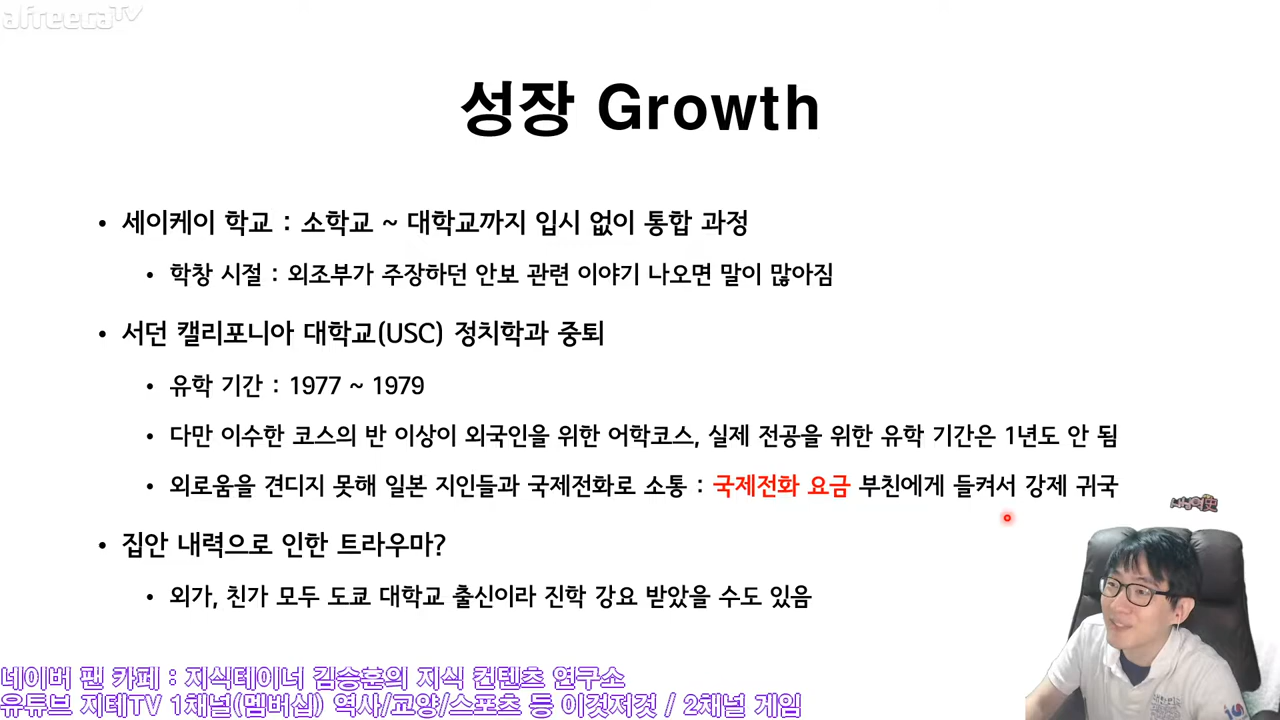 afreecaTV
성장 Growth
• 세이케이 학교 : 소학교 ~ 대학교까지 입시 없이 통합 과정
• 학창 시절 : 외조부가 주장하던 안보 관련 이야기 나오면 말이 많아짐
• 서던 캘리포니아 대학교(USC) 정치학과 중퇴
• 유학 기간 : 1977 ~ 1979
• 다만 이수한 코스의 반 이상이 외국인을 위한 어학코스, 실제 전공을 위한 유학 기간은 1년도 안 됨
• 외로움을 견디지 못해 일본 지인들과 국제전화로 소통 : 국제전화 요금 부친에게 들켜서 강제 귀국
• 집안 내력으로 인한 트라우마?
• 외가, 친가 모두 도쿄 대학교 출신이라 진학 강요 받았을 수도 있음
네이버 팬 카페 : 지식테이너 김승훈의 지식 컨텐츠 연구소
유튜브 지테TV 1채널(멤버십) 역사/교양/스포츠 등 이것저것 / 2채널 게임